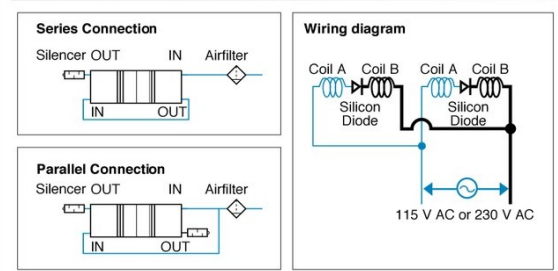 Series Connection
Silencer OUT IN Airfilter
IN OUT
Parallel Connection
Silencer OUT IN Airfilter
IN OUT
Wiring diagram
Coil A Coil B Coil A Coil B
Silicon Diode Silicon Diode
115 V AC or 230 V AC